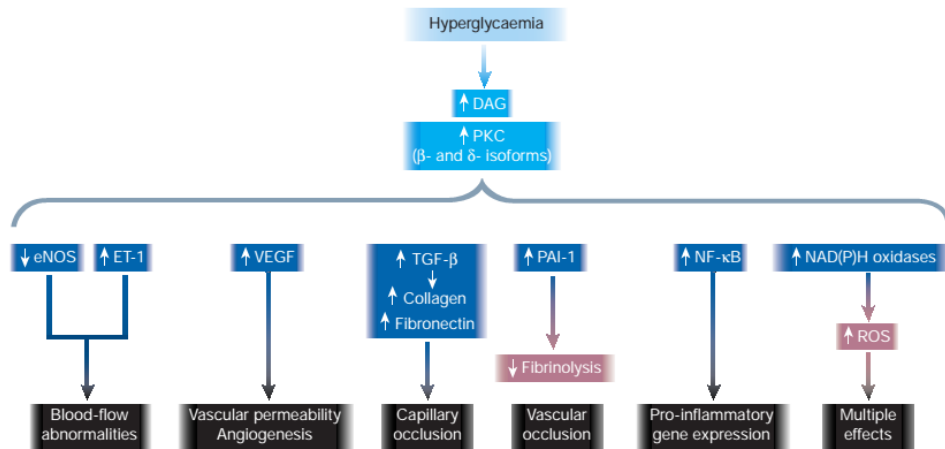 Hyperglycaemia
↑ DAG
↑ PKC
(β- and δ- isoforms)
↓ eNOS
↑ ET-1
↑ VEGF
↑ TGF-β
↓
↑ Collagen
↑ Fibronectin
↑ PAI-1
↑ NF-κB
↑ NAD(P)H oxidases
↑ ROS
↓ Fibrinolysis
Blood-flow
abnormalities
Vascular permeability
Angiogenesis
Capillary
occlusion
Vascular
occlusion
Pro-inflammatory
gene expression
Multiple
effects